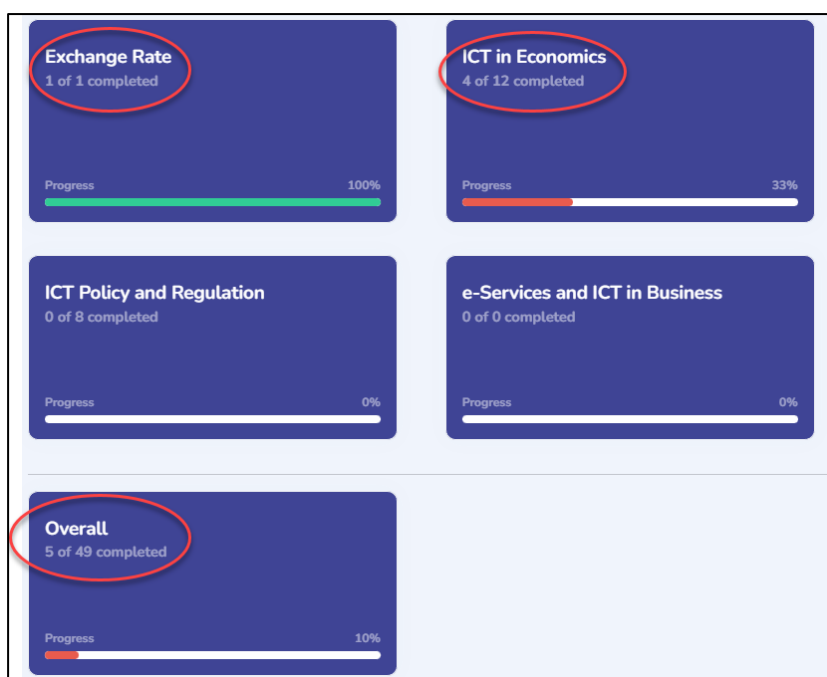 Exchange Rate
1 of 1 completed
Progress 100%
ICT in Economics
4 of 12 completed
Progress 33%
ICT Policy and Regulation
0 of 8 completed
Progress 0%
e-Services and ICT in Business
0 of 0 completed
Progress 0%
Overall
5 of 49 completed
Progress 10%